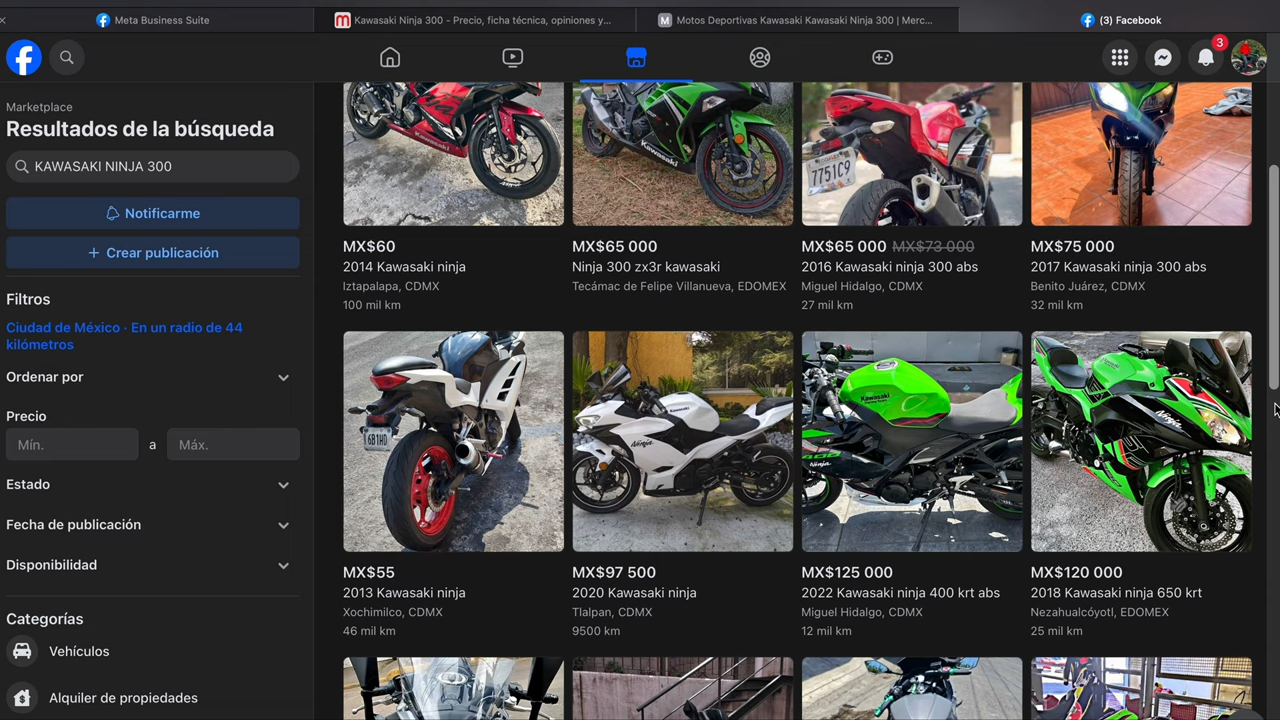 Meta Business Suite
Kawasaki Ninja 300 - Precio, ficha técnica, opiniones y...
Motos Deportivas Kawasaki Kawasaki Ninja 300 | Merc...
(3) Facebook
3
Marketplace
Resultados de la búsqueda
KAWASAKI NINJA 300
Notificarme
Crear publicación
Filtros
Ciudad de México · En un radio de 44
kilómetros
Ordenar por
Precio
Mín.
a
Máx.
Estado
Fecha de publicación
Disponibilidad
Categorías
Vehículos
Alquiler de propiedades
Kawasaki
7751C9
MX$60
2014 Kawasaki ninja
Iztapalapa, CDMX
100 mil km
MX$65 000
Ninja 300 zx3r kawasaki
Tecámac de Felipe Villanueva, EDOMEX
MX$65 000 MX$73 000
2016 Kawasaki ninja 300 abs
Miguel Hidalgo, CDMX
27 mil km
MX$75 000
2017 Kawasaki ninja 300 abs
Benito Juárez, CDMX
32 mil km
6B1HD
Ninja
Kawasaki
Ninja
Ninja
MX$55
2013 Kawasaki ninja
Xochimilco, CDMX
46 mil km
MX$97 500
2020 Kawasaki ninja
Tlalpan, CDMX
9500 km
MX$125 000
2022 Kawasaki ninja 400 krt abs
Miguel Hidalgo, CDMX
12 mil km
MX$120 000
2018 Kawasaki ninja 650 krt
Nezahualcóyotl, EDOMEX
25 mil km